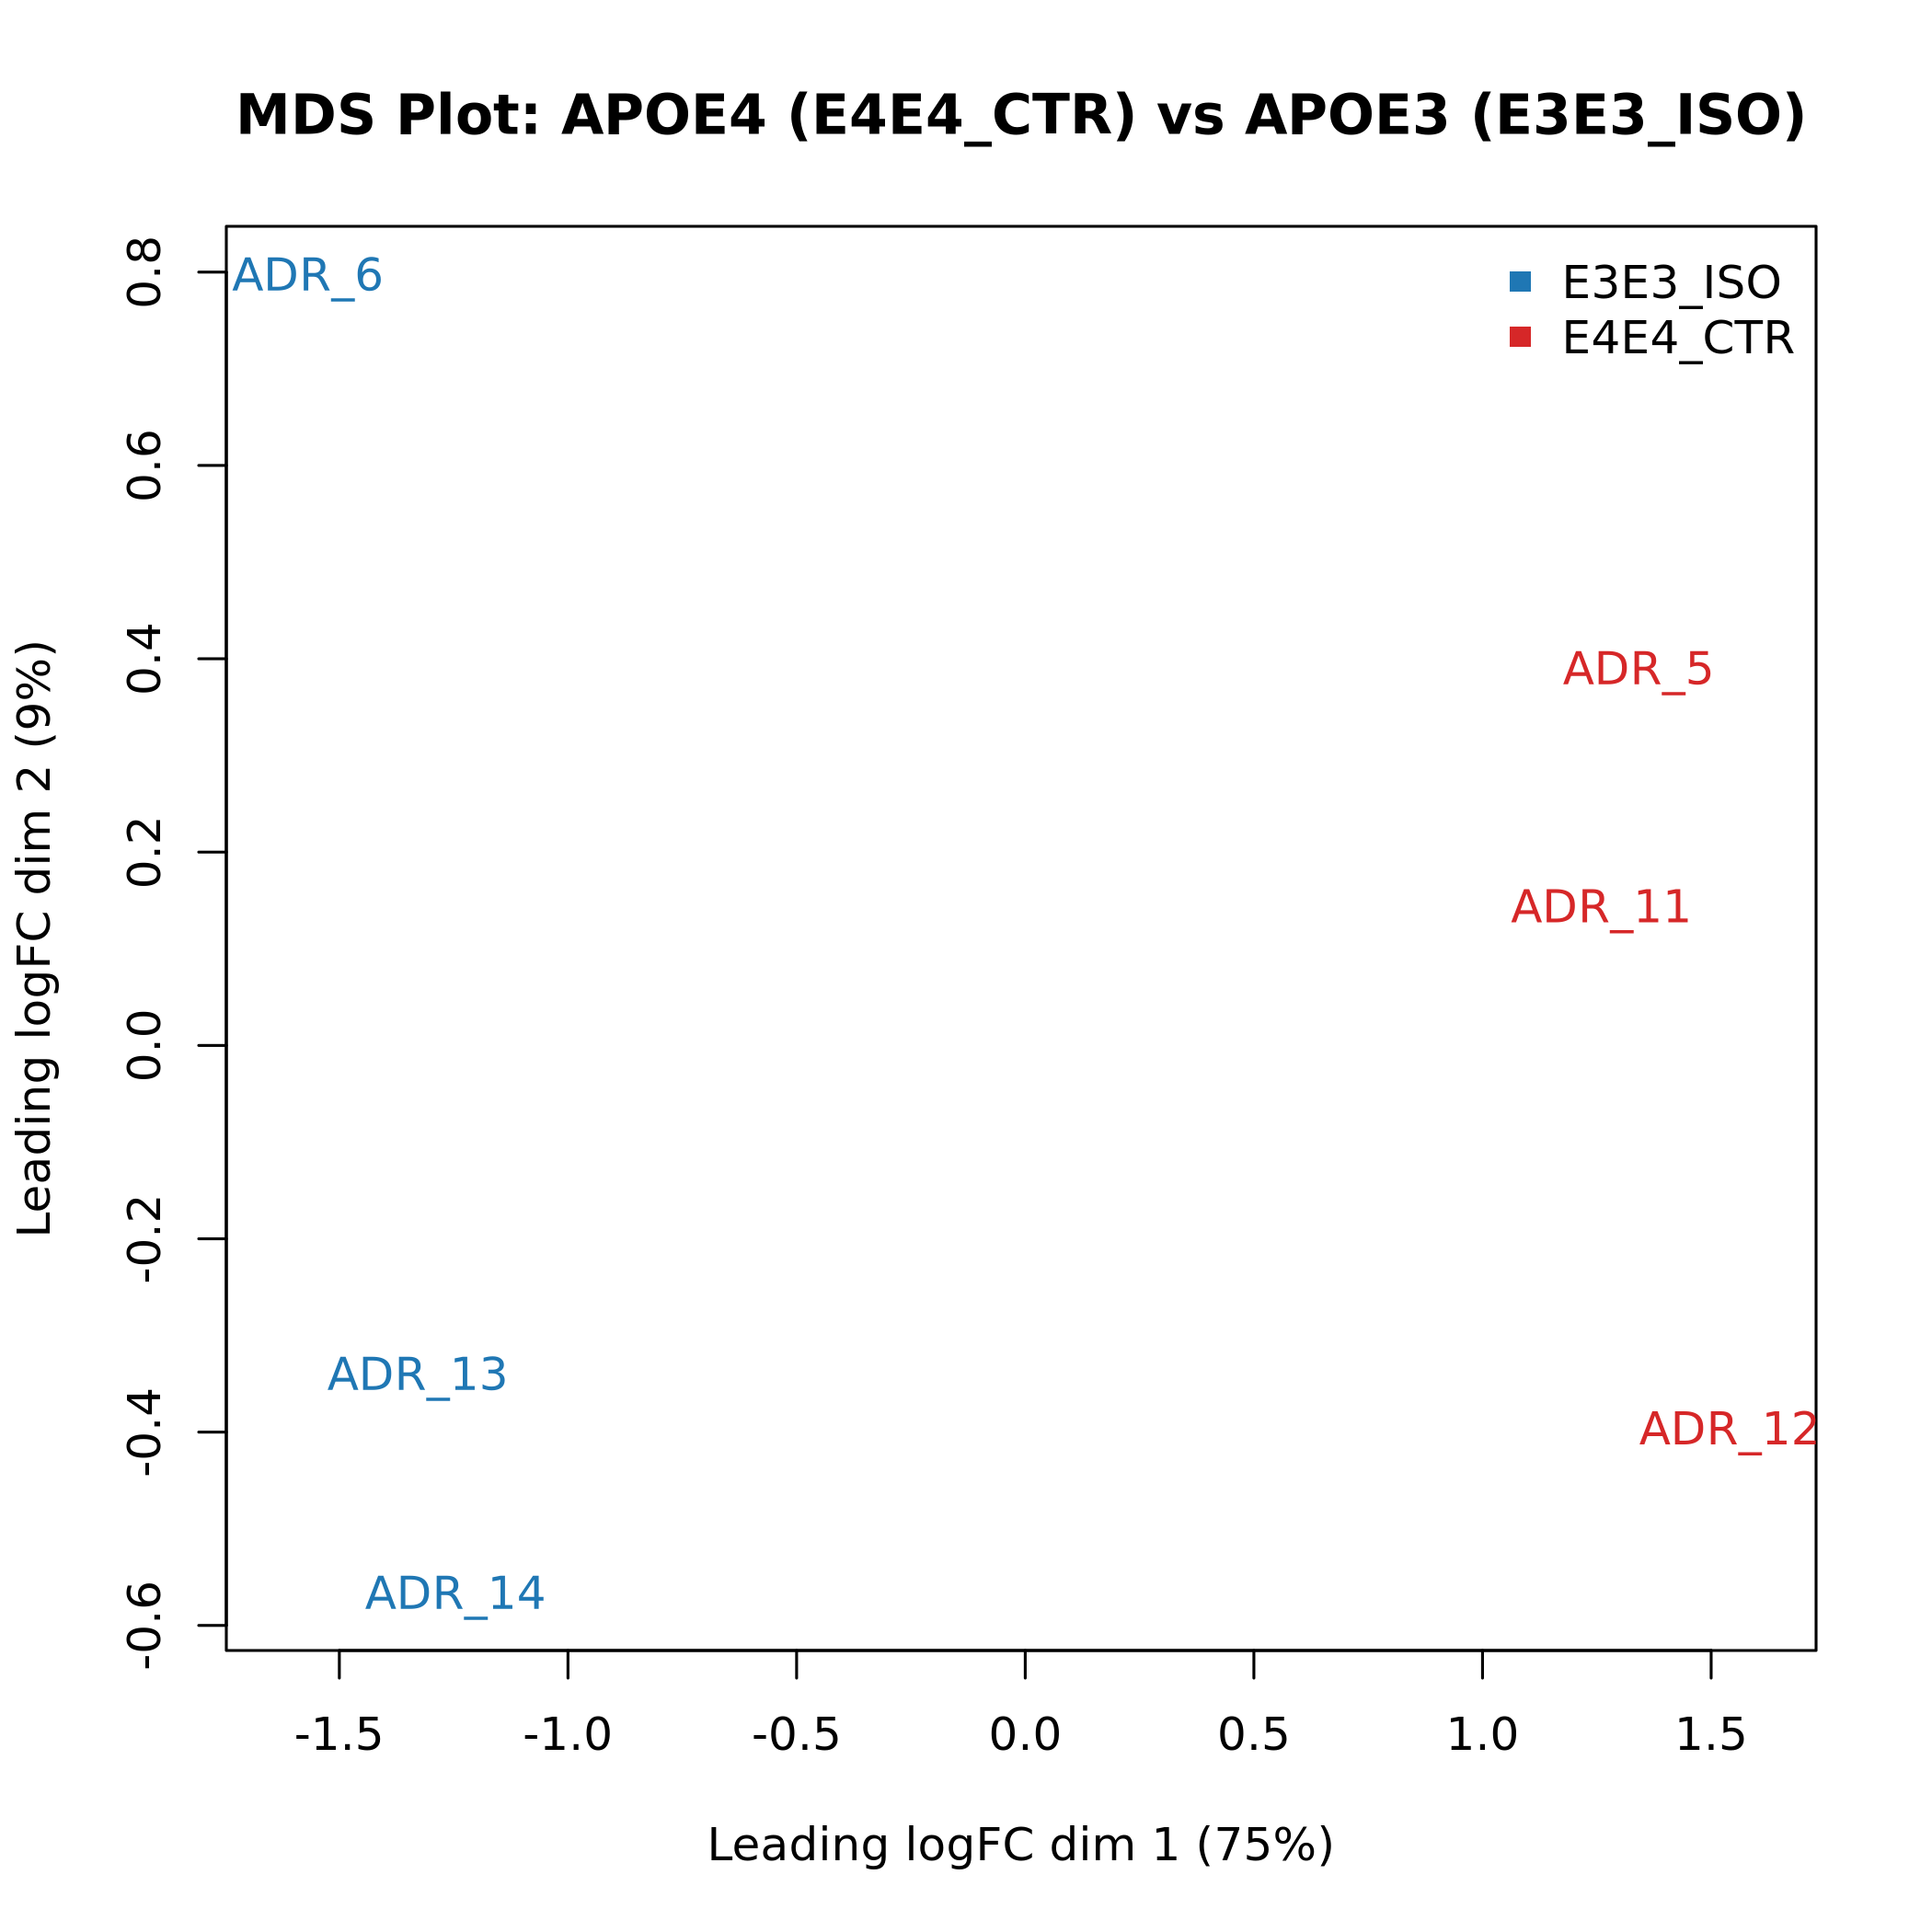 MDS Plot: APOE4 (E4E4_CTR) vs APOE3 (E3E3_ISO)
Leading logFC dim 2 (9%)
0.8
0.6
0.4
0.2
0.0
-0.2
-0.4
-0.6
ADR_6
E3E3_ISO
E4E4_CTR
ADR_5
ADR_11
ADR_13
ADR_12
ADR_14
-1.5 -1.0 -0.5 0.0 0.5 1.0 1.5
Leading logFC dim 1 (75%)